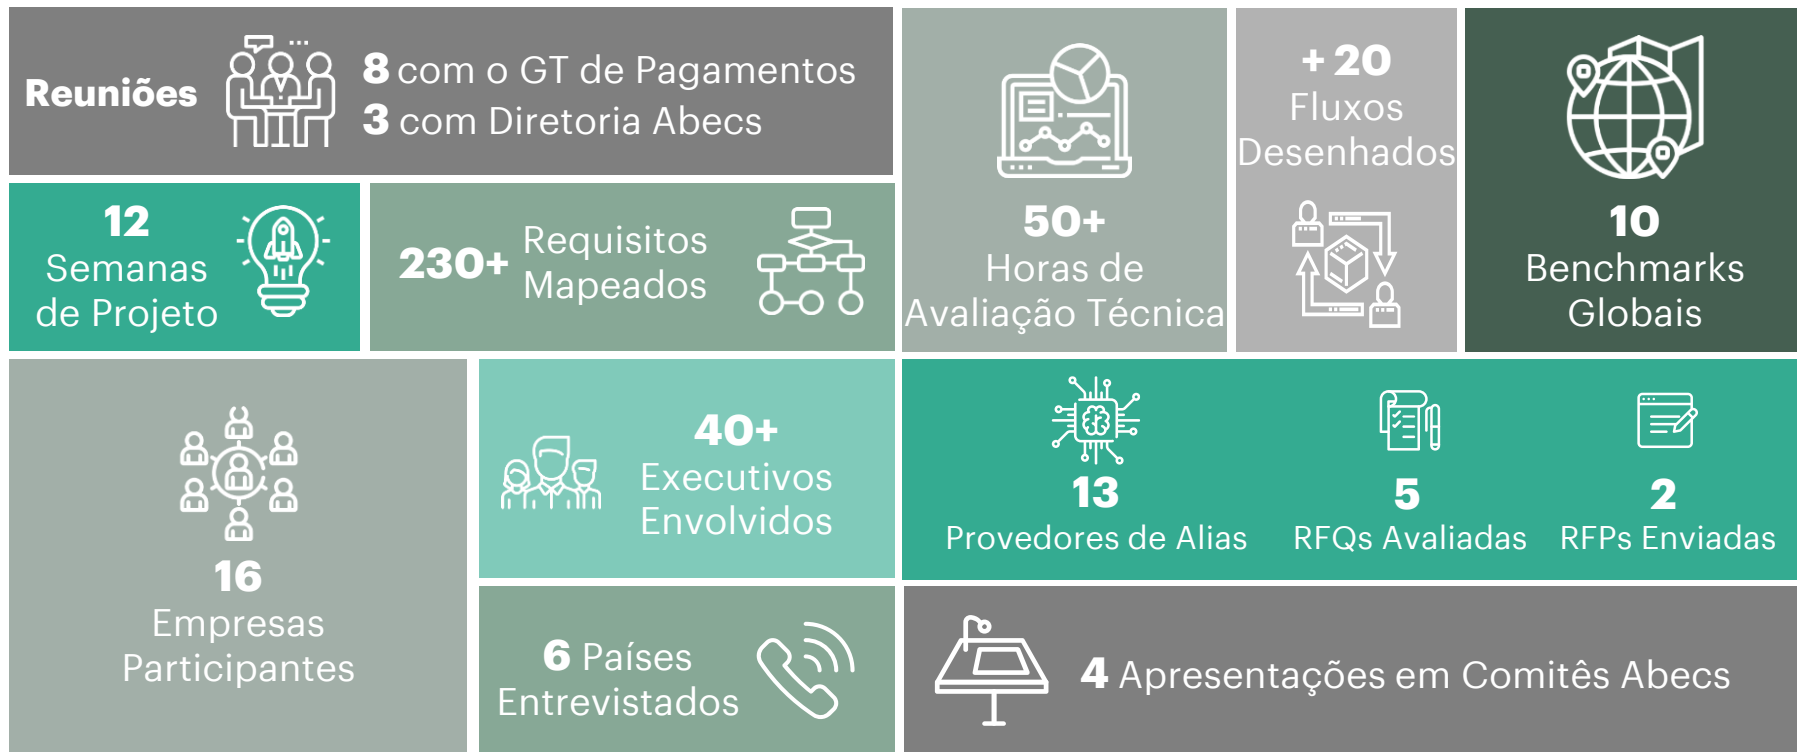 Reuniões
8 com o GT de Pagamentos
3 com Diretoria Abecs
12
Semanas
de Projeto
230+
Requisitos
Mapeados
50+
Horas de
Avaliação Técnica
+ 20
Fluxos
Desenhados
10
Benchmarks
Globais
16
Empresas
Participantes
40+
Executivos
Envolvidos
6 Países
Entrevistados
13
Provedores de Alias
5
RFQs Avaliadas
2
RFPs Enviadas
4 Apresentações em Comitês Abecs